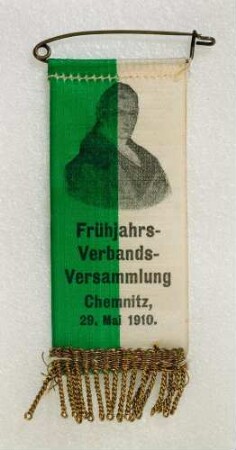 Frühjahrs-
Verbands-
Versammlung
Chemnitz,
29. Mai 1910.